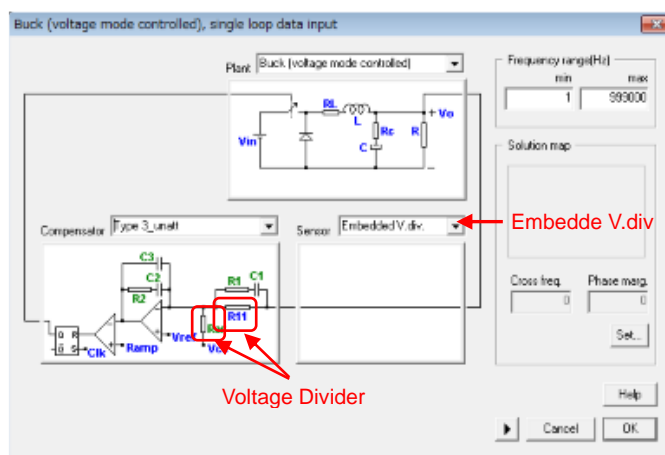 Buck (voltage mode controlled), single loop data input
Plant Buck (voltage mode controlled)
Frequency range(Hz)
min max
1 999000
RL
L
+ Vo
Vin
Rc
R
C
Solution map
Compensator Type 3_unatt
Sensor Embedded V.div.
Embedde V.div
C3
C2
R2
R1 C1
R11
Vref
Ramp
Clk
Q R
Q S
Cross freq. Phase marg.
0 0
Set...
Voltage Divider
Help
Cancel OK